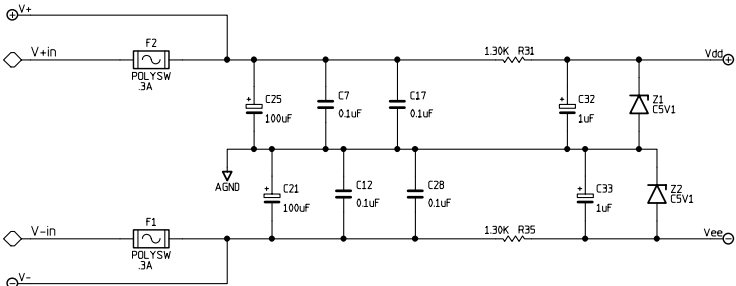 V+
V+in
F2
POLYSW
.3A
1.30K R31
Vdd
C25
100uF
C7
0.1uF
C17
0.1uF
C32
1uF
Z1
C5V1
AGND
C21
100uF
C12
0.1uF
C28
0.1uF
C33
1uF
Z2
C5V1
V-in
F1
POLYSW
.3A
1.30K R35
Vee
V-